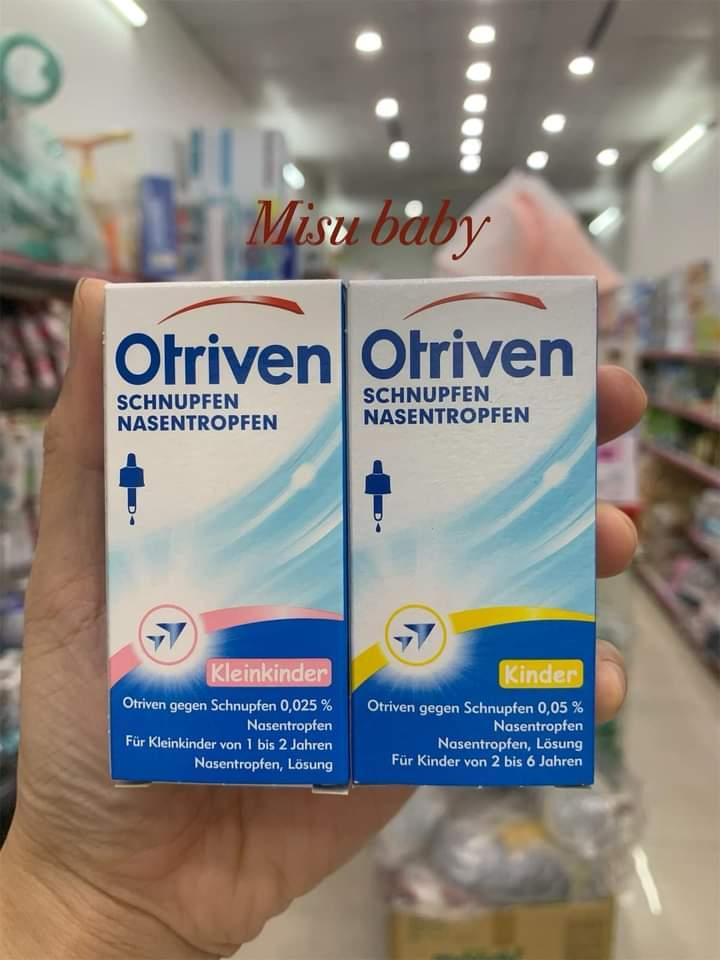 Misu baby
Otriven
SCHNUPFEN
NASENTROPFEN
Kleinkinder
Otriven gegen Schnupfen 0,025 %
Nasentropfen
Für Kleinkinder von 1 bis 2 Jahren
Nasentropfen, Lösung
Otriven
SCHNUPFEN
NASENTROPFEN
Kinder
Otriven gegen Schnupfen 0,05 %
Nasentropfen
Nasentropfen, Lösung
Für Kinder von 2 bis 6 Jahren